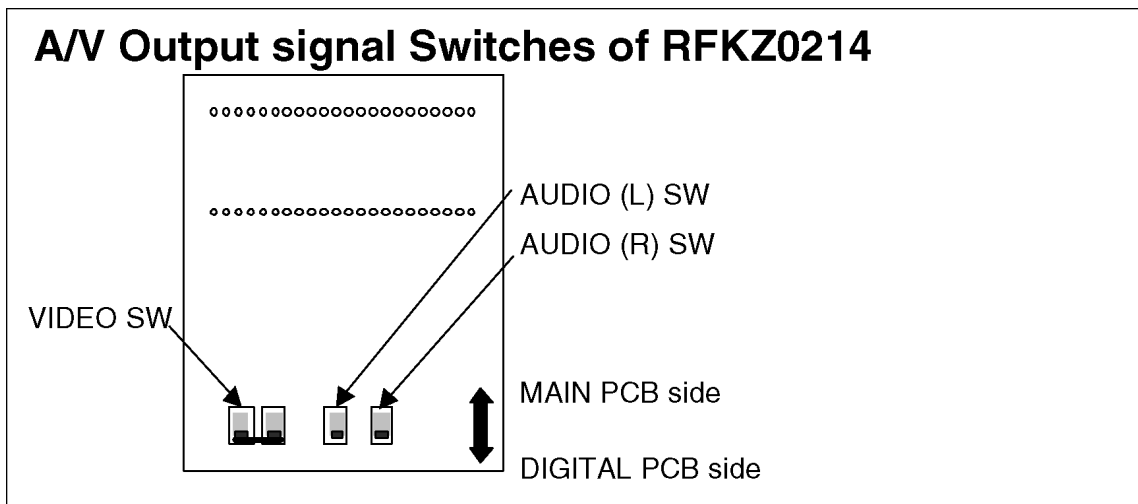 A/V Output signal Switches of RFKZ0214
AUDIO (L) SW
AUDIO (R) SW
VIDEO SW
MAIN PCB side
DIGITAL PCB side